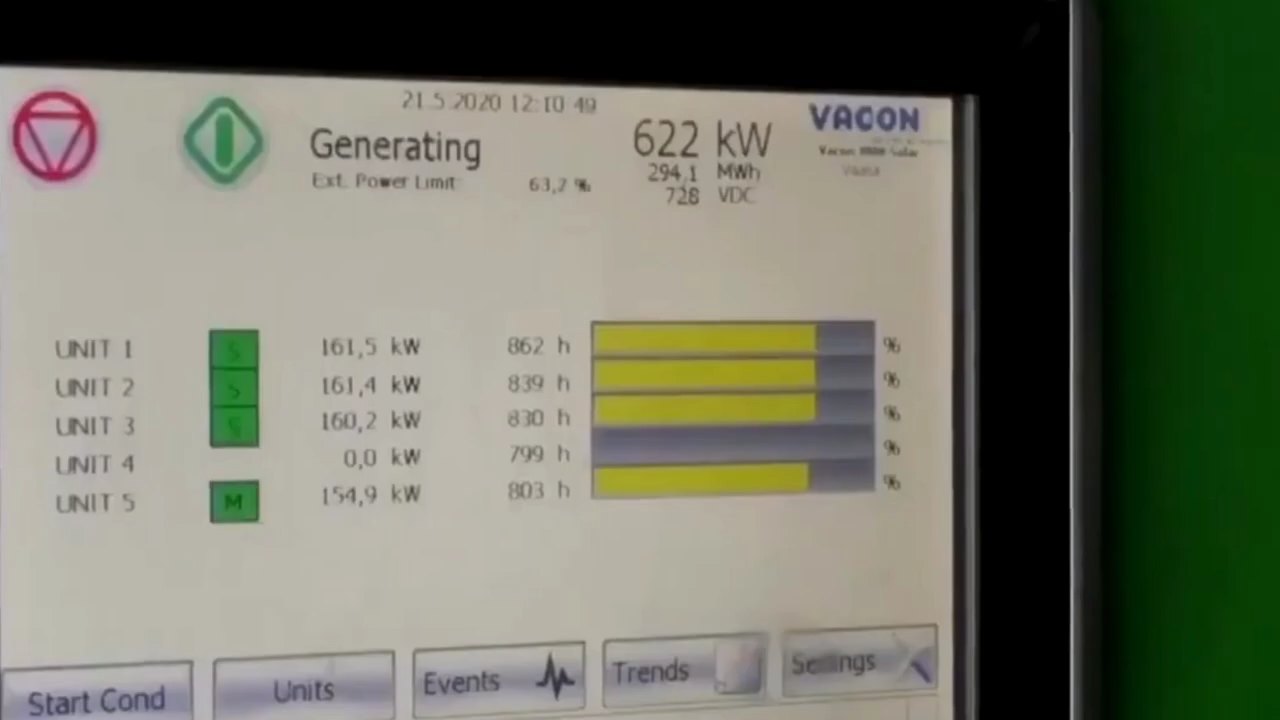 21.5.2020 12:10:49
Generating
622 kW
VACON
Ext. Power Limit 63,2 %
294,1 MWh
Solar
728 VDC
UNIT 1 S 161,5 kW 862 h %
UNIT 2 S 161,4 kW 839 h %
UNIT 3 S 160,2 kW 830 h %
UNIT 4 0,0 kW 799 h %
UNIT 5 M 154,9 kW 803 h %
Start Cond Units Events Trends Settings